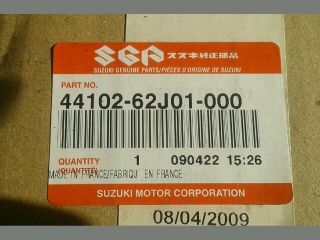 SGP スズキ純正部品
SUZUKI GENUINE PARTS/PIÈCES D'ORIGINE DE SUZUKI
PART NO.
44102-62J01-000
QUANTITY 1 090422 15:26
(QUANTITÉ)
MADE IN FRANCE/FABRIQU EN FRANCE
SUZUKI MOTOR CORPORATION
08/04/2009